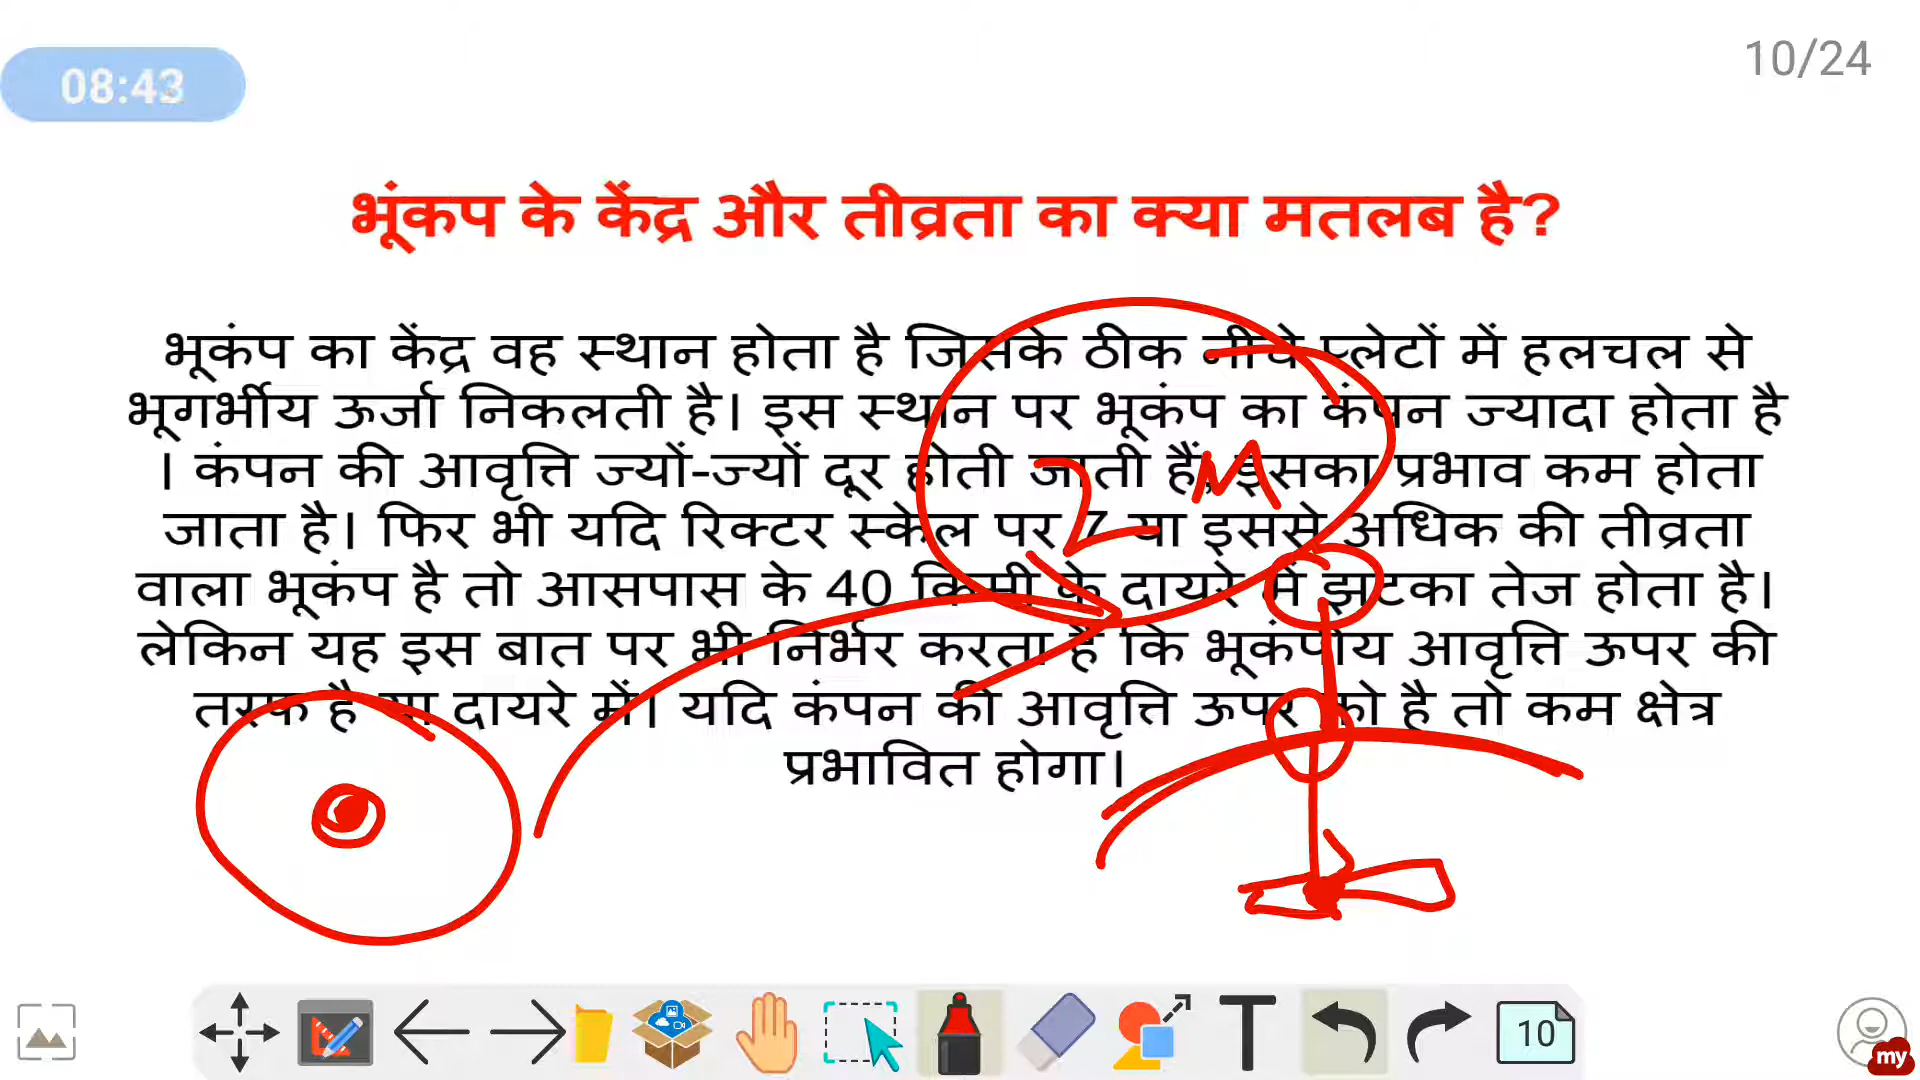 08:43
10/24
भूंकप के केंद्र और तीव्रता का क्या मतलब है?
भूकंप का केंद्र वह स्थान होता है जिसके ठीक नीचे प्लेटों में हलचल से
भूगर्भीय ऊर्जा निकलती है। इस स्थान पर भूकंप का कंपन ज्यादा होता है
। कंपन की आवृत्ति ज्यों-ज्यों दूर होती जाती हैं, इसका प्रभाव कम होता
जाता है। फिर भी यदि रिक्टर स्केल पर 7 या इससे अधिक की तीव्रता
वाला भूकंप है तो आसपास के 40 किमी के दायरे में झटका तेज होता है।
लेकिन यह इस बात पर भी निर्भर करता है कि भूकंपीय आवृत्ति ऊपर की
तरफ है या दायरे में। यदि कंपन की आवृत्ति ऊपर को है तो कम क्षेत्र
प्रभावित होगा।
2 M
T
10
my